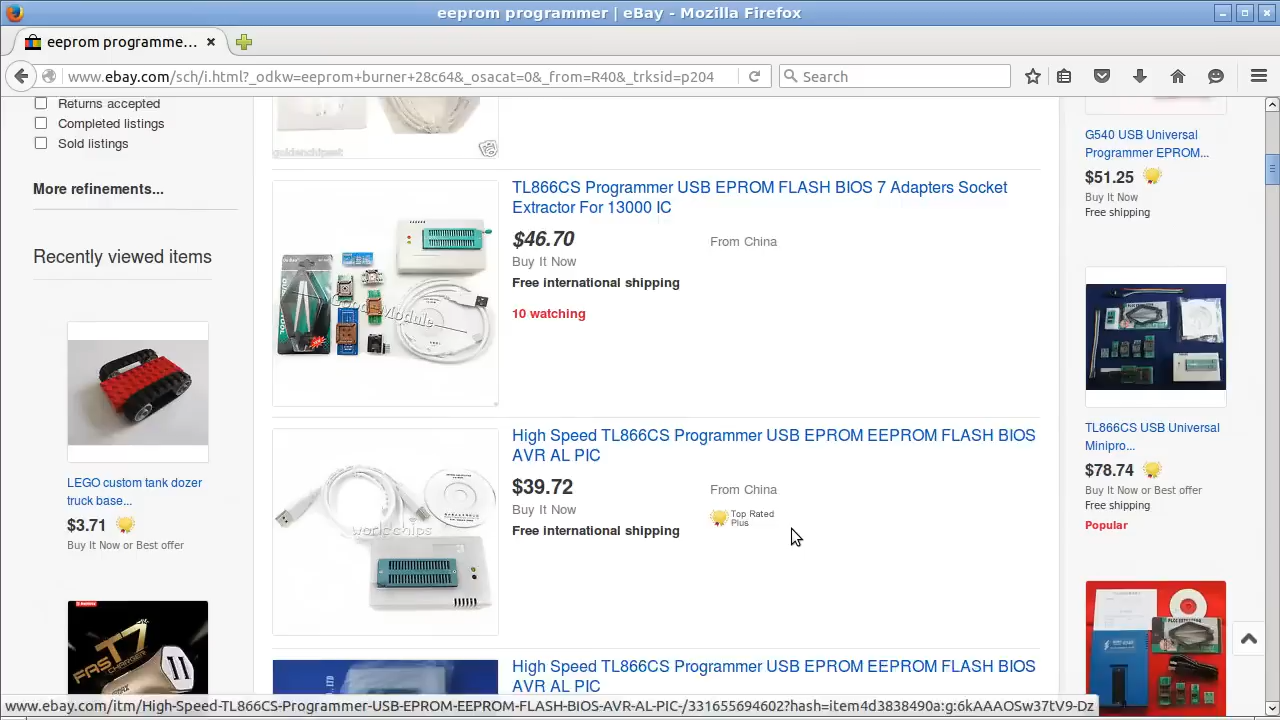 eeprom programmer | eBay - Mozilla Firefox
eeprom programme...
www.ebay.com/sch/i.html?_odkw=eeprom+burner+28c64&_osacat=0&_from=R40&_trksid=p204
Search
Returns accepted
Completed listings
Sold listings
More refinements...
Recently viewed items
LEGO custom tank dozer
truck base...
$3.71
Buy It Now or Best offer
FAST T7
goldenchipset
TL866CS Programmer USB EPROM FLASH BIOS 7 Adapters Socket
Extractor For 13000 IC
$46.70
From China
Buy It Now
Free international shipping
10 watching
High Speed TL866CS Programmer USB EPROM EEPROM FLASH BIOS
AVR AL PIC
$39.72
From China
Buy It Now
Top Rated
Plus
Free international shipping
worldchips
High Speed TL866CS Programmer USB EPROM EEPROM FLASH BIOS
AVR AL PIC
G540 USB Universal
Programmer EPROM...
$51.25
Buy It Now
Free shipping
TL866CS USB Universal
Minipro...
$78.74
Buy It Now or Best offer
Free shipping
Popular
www.ebay.com/itm/High-Speed-TL866CS-Programmer-USB-EPROM-EEPROM-FLASH-BIOS-AVR-AL-PIC-/331655694602?hash=item4d3838490a:g:6kAAAOSw37tV9-Dz